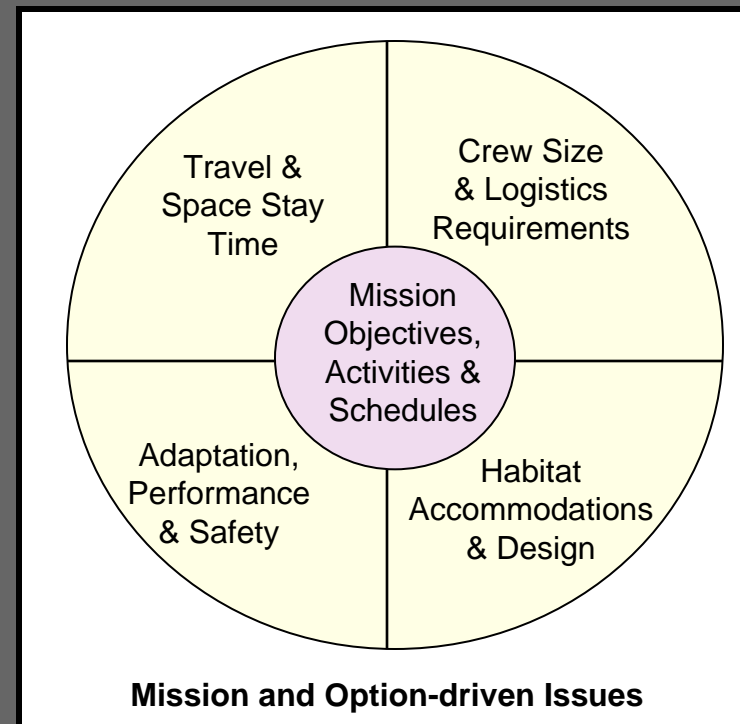 Travel &
Space Stay
Time
Crew Size
& Logistics
Requirements
Mission
Objectives,
Activities &
Schedules
Adaptation,
Performance
& Safety
Habitat
Accommodations
& Design
Mission and Option-driven Issues